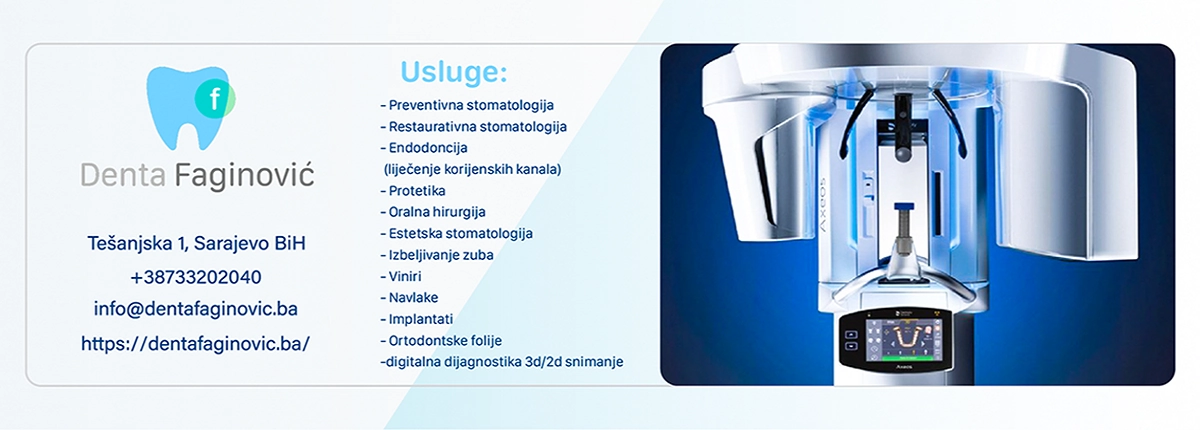 f
Denta Faginović
Tešanjska 1, Sarajevo BiH
+38733202040
info@dentafaginovic.ba
https://dentafaginovic.ba/
Usluge:
- Preventivna stomatologija
- Restaurativna stomatologija
- Endodoncija
(liječenje korijenskih kanala)
- Protetika
- Oralna hirurgija
- Estetska stomatologija
- Izbeljivanje zuba
- Viniri
- Navlake
- Implantati
- Ortodontske folije
-digitalna dijagnostika 3d/2d snimanje
Axeos
Axeos